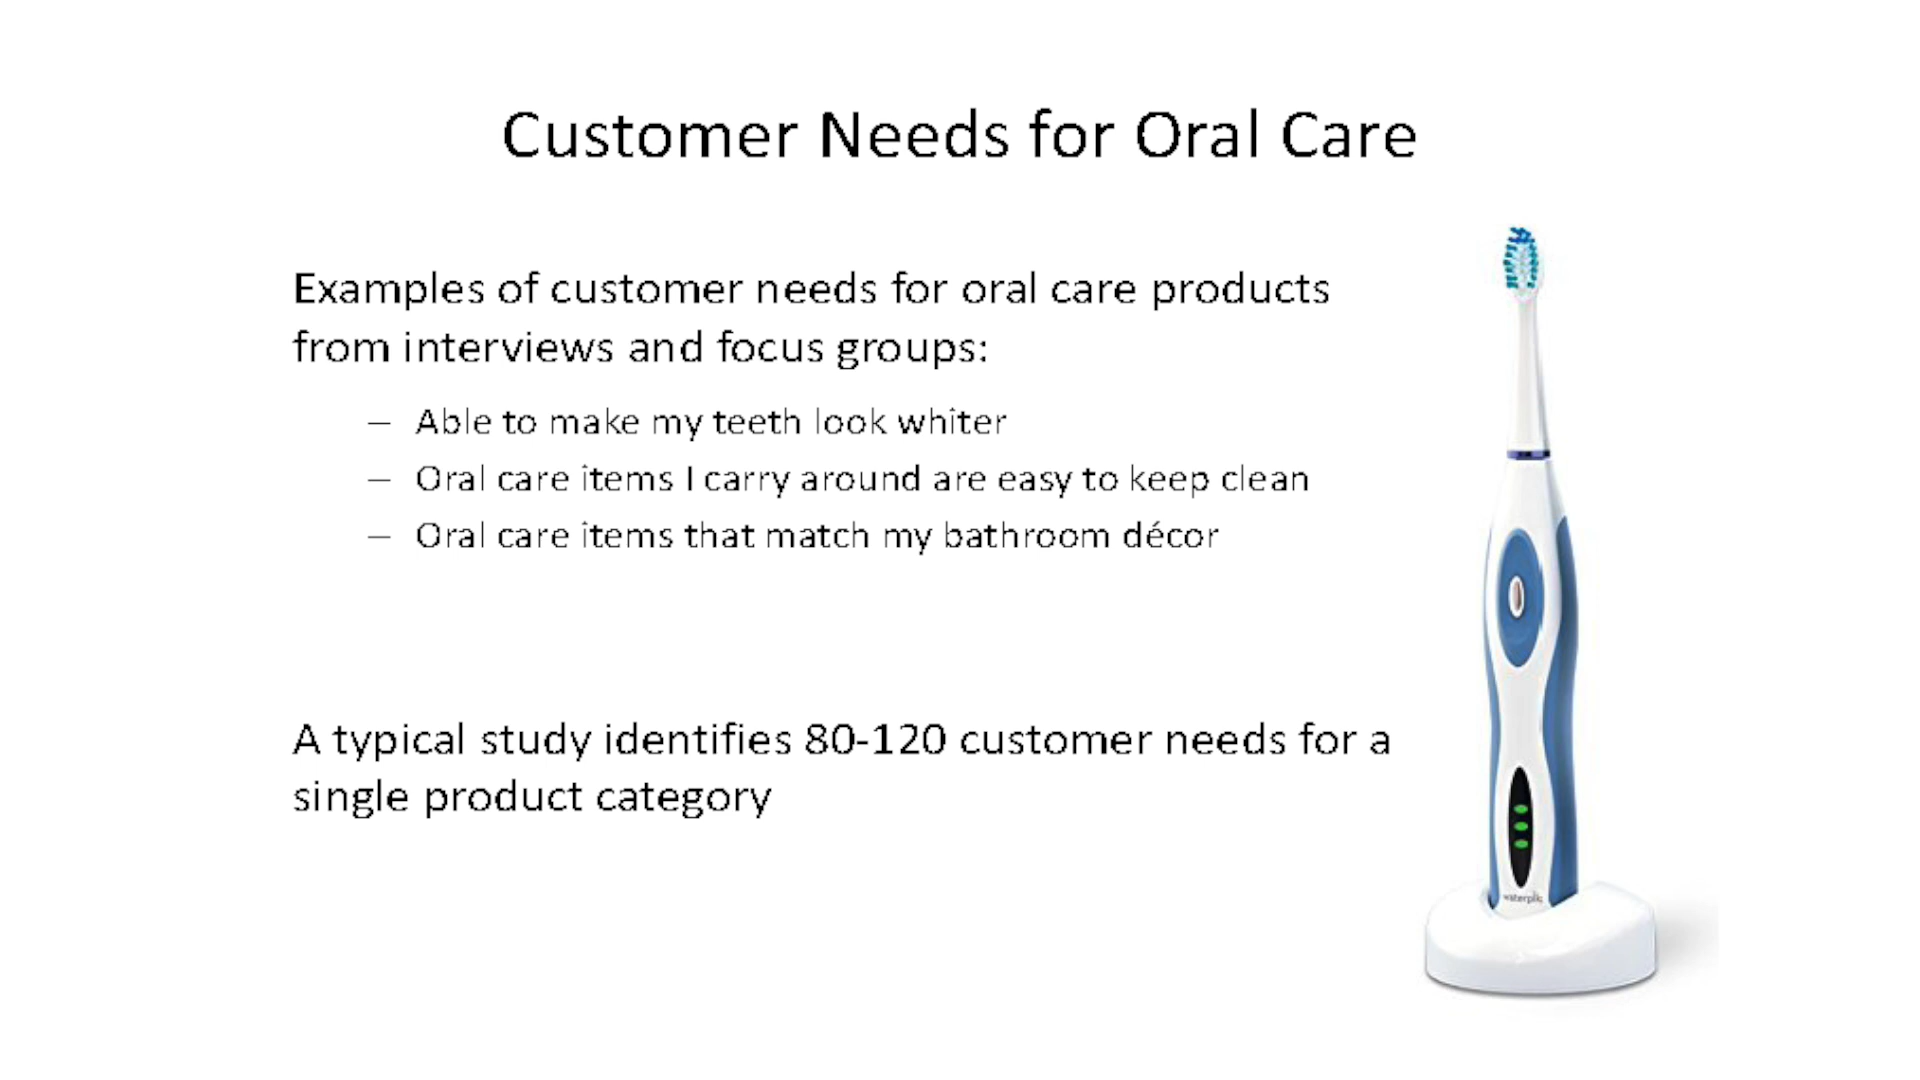 Customer Needs for Oral Care
Examples of customer needs for oral care products
from interviews and focus groups:
– Able to make my teeth look whiter
– Oral care items I carry around are easy to keep clean
– Oral care items that match my bathroom décor
A typical study identifies 80-120 customer needs for a
single product category
waterpik